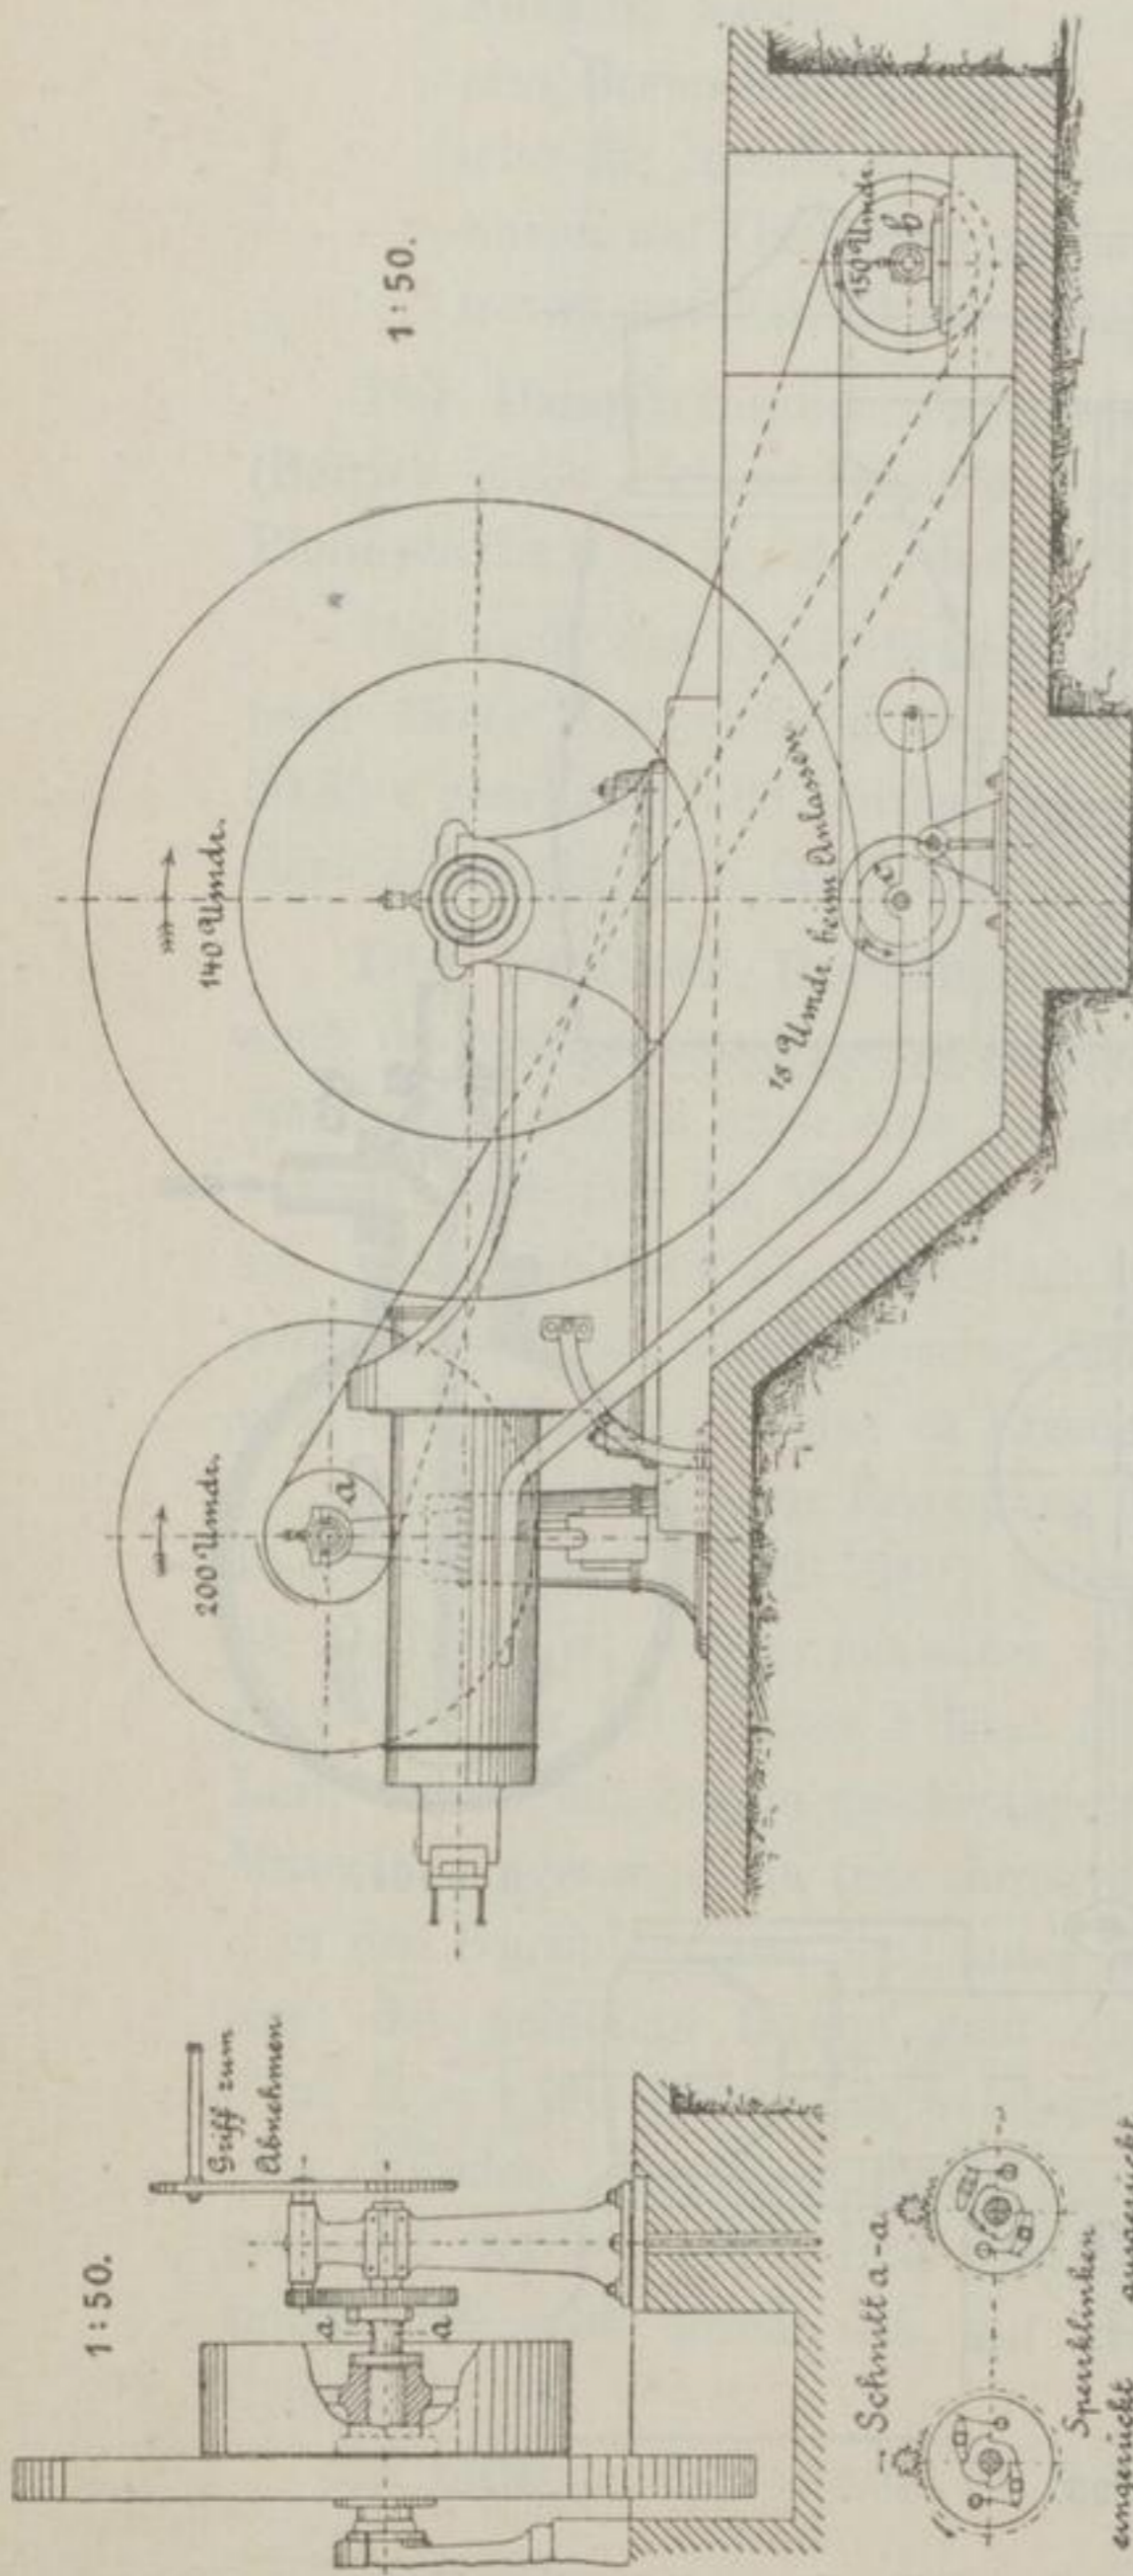 1:50.
Griff zum
Abnehmen.
a
a
– Schnitt a-a
Sperrklinken
eingerückt ausgerückt
1:50.
200 Umdr.
a
140 Umdr.
18 Umdr. beim Anlassen
c
150 Umdr.
b